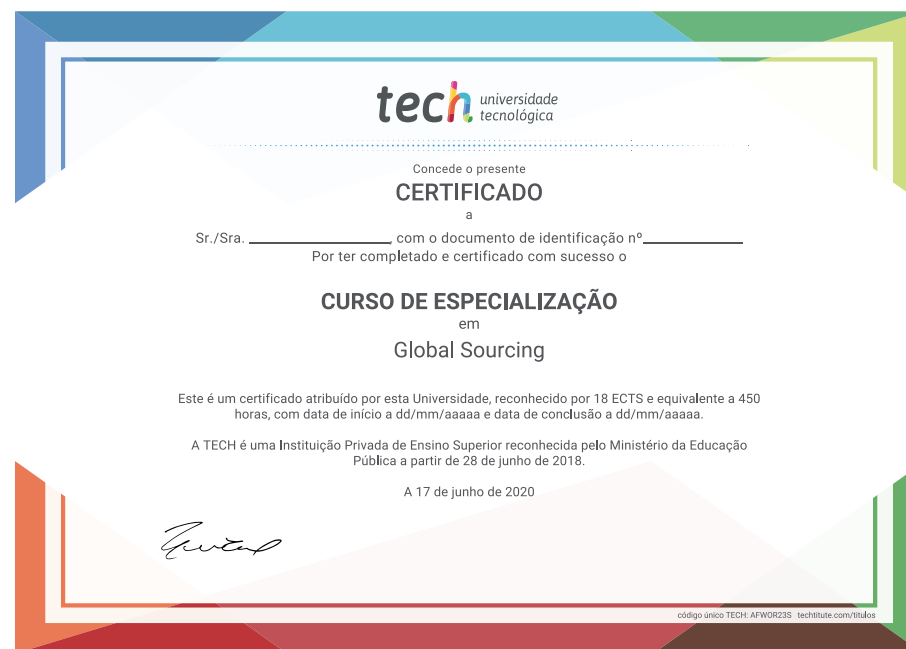 tech universidade
tecnológica
Concede o presente
CERTIFICADO
a
Sr./Sra. ____________________, com o documento de identificação nº______________
Por ter completado e certificado com sucesso o
CURSO DE ESPECIALIZAÇÃO
em
Global Sourcing
Este é um certificado atribuído por esta Universidade, reconhecido por 18 ECTS e equivalente a 450
horas, com data de início a dd/mm/aaaaa e data de conclusão a dd/mm/aaaaa.
A TECH é uma Instituição Privada de Ensino Superior reconhecida pelo Ministério da Educação
Pública a partir de 28 de junho de 2018.
A 17 de junho de 2020
código único TECH: AFWOR23S techtitute.com/titulos